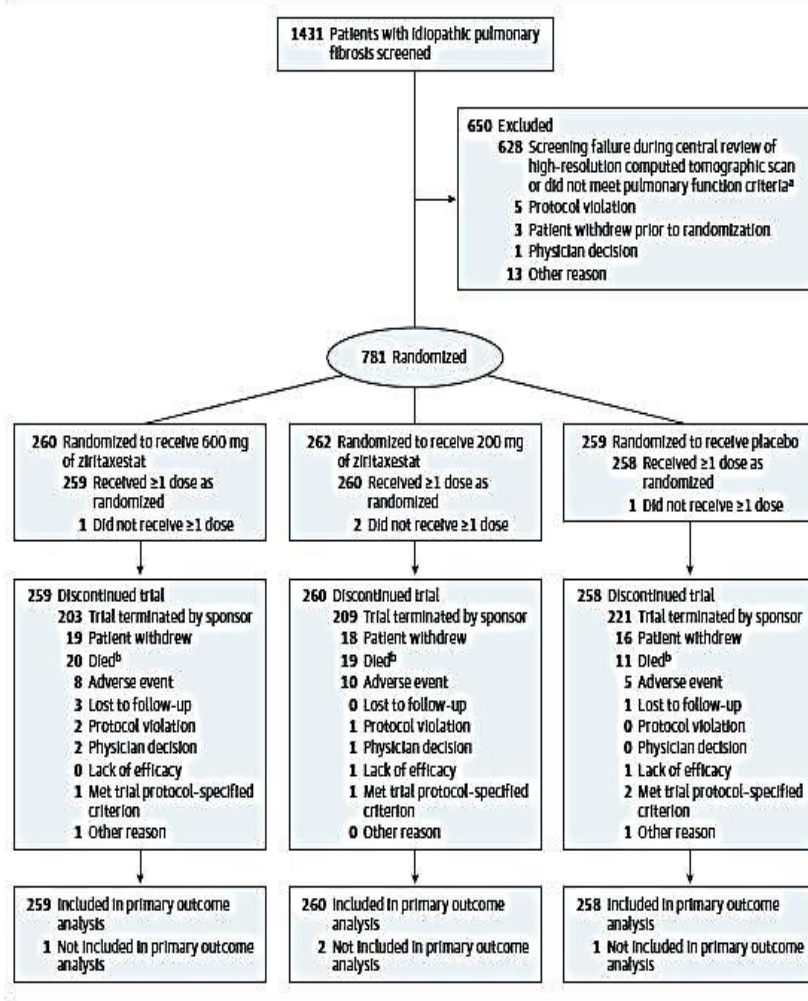 1431 Patients with idiopathic pulmonary
fibrosis screened
650 Excluded
628 Screening failure during central review of
high-resolution computed tomographic scan
or did not meet pulmonary function criteriaᵃ
5 Protocol violation
3 Patient withdrew prior to randomization
1 Physician decision
13 Other reason
781 Randomized
260 Randomized to receive 600 mg
of ziritaxestat
259 Received ≥1 dose as
randomized
1 Did not receive ≥1 dose
262 Randomized to receive 200 mg
of ziritaxestat
260 Received ≥1 dose as
randomized
2 Did not receive ≥1 dose
259 Randomized to receive placebo
258 Received ≥1 dose as
randomized
1 Did not receive ≥1 dose
259 Discontinued trial
203 Trial terminated by sponsor
19 Patient withdrew
20 Diedᵇ
8 Adverse event
3 Lost to follow-up
2 Protocol violation
2 Physician decision
0 Lack of efficacy
1 Met trial protocol-specified
criterion
1 Other reason
260 Discontinued trial
209 Trial terminated by sponsor
18 Patient withdrew
19 Diedᵇ
10 Adverse event
0 Lost to follow-up
1 Protocol violation
1 Physician decision
1 Lack of efficacy
1 Met trial protocol-specified
criterion
0 Other reason
258 Discontinued trial
221 Trial terminated by sponsor
16 Patient withdrew
11 Diedᵇ
5 Adverse event
1 Lost to follow-up
0 Protocol violation
0 Physician decision
1 Lack of efficacy
2 Met trial protocol-specified
criterion
1 Other reason
259 Included in primary outcome
analysis
1 Not included in primary outcome
analysis
260 Included in primary outcome
analysis
2 Not included in primary outcome
analysis
258 Included in primary outcome
analysis
1 Not included in primary outcome
analysis